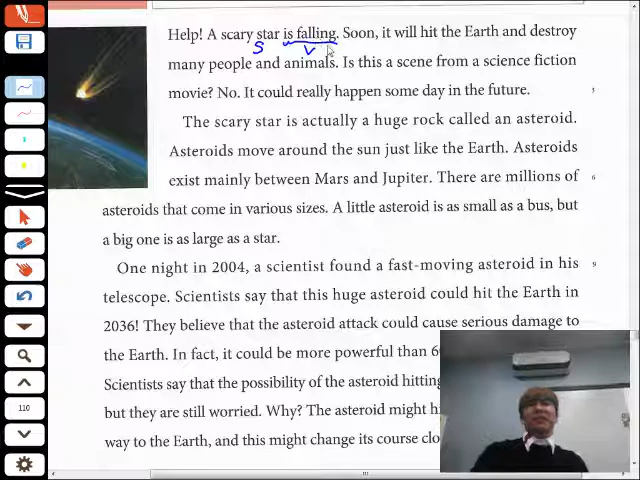 Help! A scary star is falling. Soon, it will hit the Earth and destroy
S V
many people and animals. Is this a scene from a science fiction
movie? No. It could really happen some day in the future.
3
The scary star is actually a huge rock called an asteroid.
Asteroids move around the sun just like the Earth. Asteroids
exist mainly between Mars and Jupiter. There are millions of
6
asteroids that come in various sizes. A little asteroid is as small as a bus, but
a big one is as large as a star.
One night in 2004, a scientist found a fast-moving asteroid in his
9
telescope. Scientists say that this huge asteroid could hit the Earth in
2036! They believe that the asteroid attack could cause serious damage to
the Earth. In fact, it could be more powerful than
Scientists say that the possibility of the asteroid hitting
but they are still worried. Why? The asteroid might
way to the Earth, and this might change its course
110